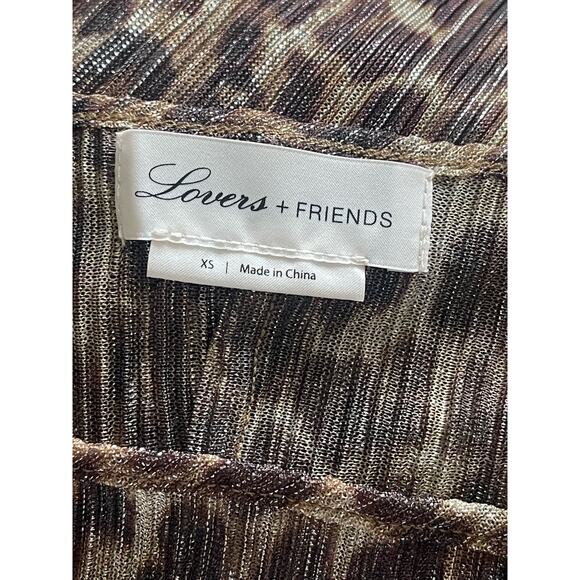 Lovers + FRIENDS
XS | Made in China